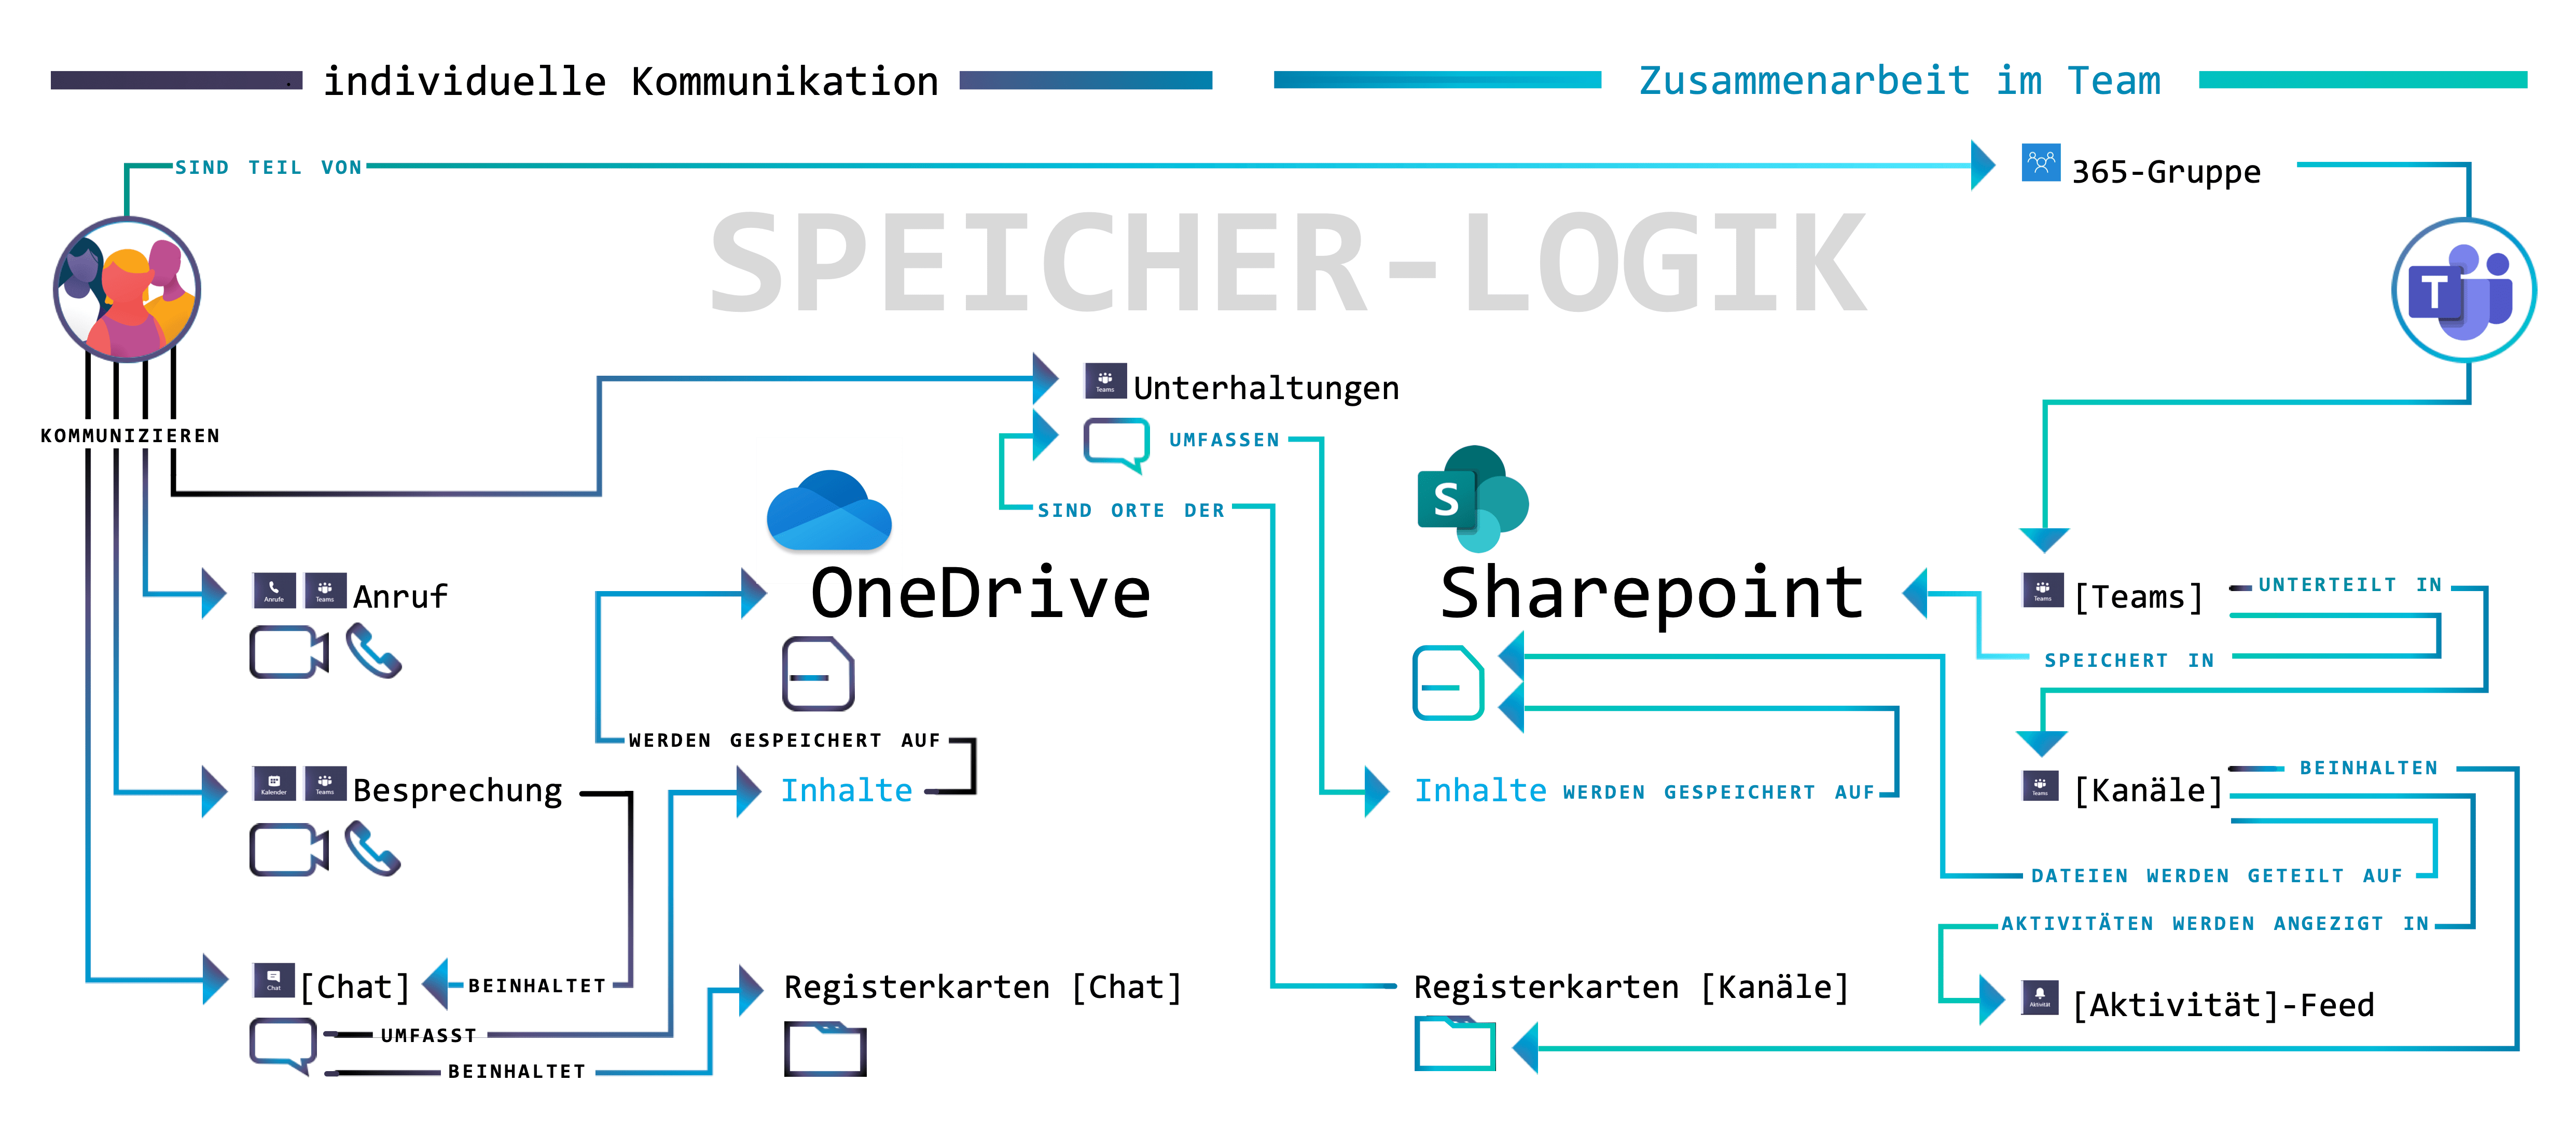 individuelle Kommunikation
Zusammenarbeit im Team
SIND TEIL VON
365-Gruppe
SPEICHER-LOGIK
T
Teams
Unterhaltungen
KOMMUNIZIEREN
UMFASSEN
SIND ORTE DER
S
OneDrive
Sharepoint
Anrufe
Teams
Anruf
Teams
[Teams]
UNTERTEILT IN
SPEICHERT IN
WERDEN GESPEICHERT AUF
Kalender
Teams
Besprechung
Inhalte
Inhalte
WERDEN GESPEICHERT AUF
Teams
[Kanäle]
BEINHALTEN
DATEIEN WERDEN GETEILT AUF
AKTIVITÄTEN WERDEN ANGEZIGT IN
Chat
[Chat]
BEINHALTET
Registerkarten [Chat]
Registerkarten [Kanäle]
Aktivität
[Aktivität]-Feed
UMFASST
BEINHALTET